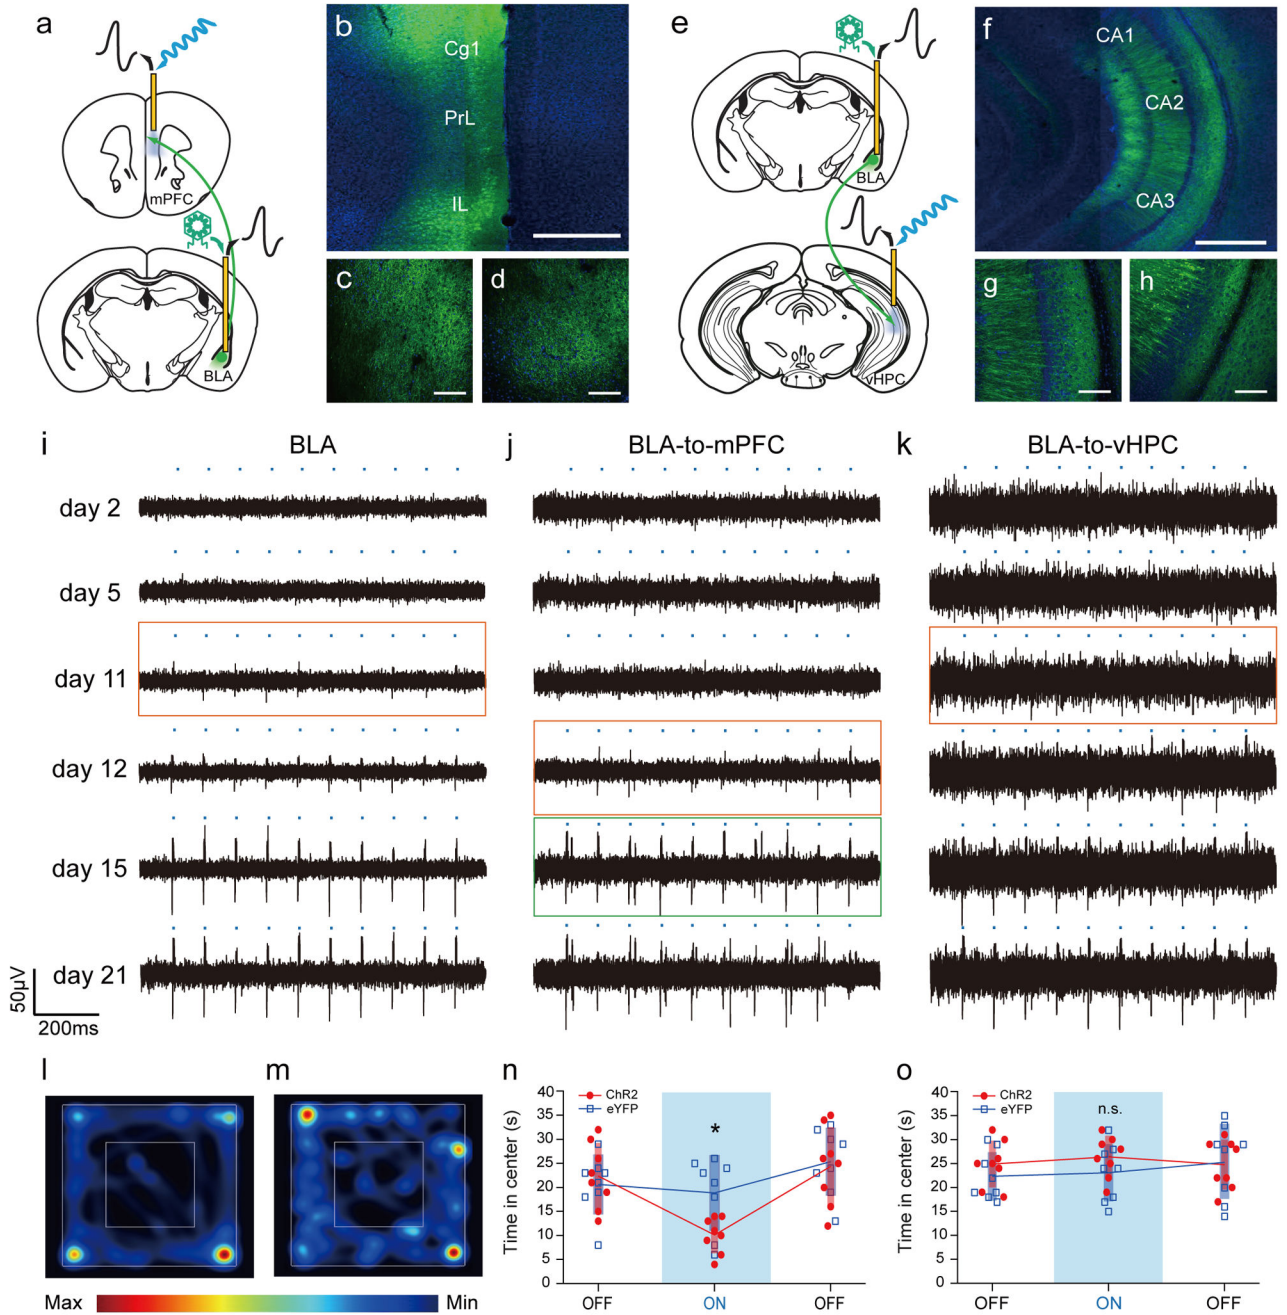 a
mPFC
BLA
b
Cg1
PrL
IL
c
d
e
BLA
vHPC
f
CA1
CA2
CA3
g
h
i
BLA
j
BLA-to-mPFC
k
BLA-to-vHPC
day 2
day 5
day 11
day 12
day 15
day 21
50μV
200ms
l
m
Max
Min
n
ChR2
eYFP
*
Time in center (s)
40
35
30
25
20
15
10
5
0
OFF
ON
OFF
o
ChR2
eYFP
n.s.
Time in center (s)
40
35
30
25
20
15
10
5
0
OFF
ON
OFF